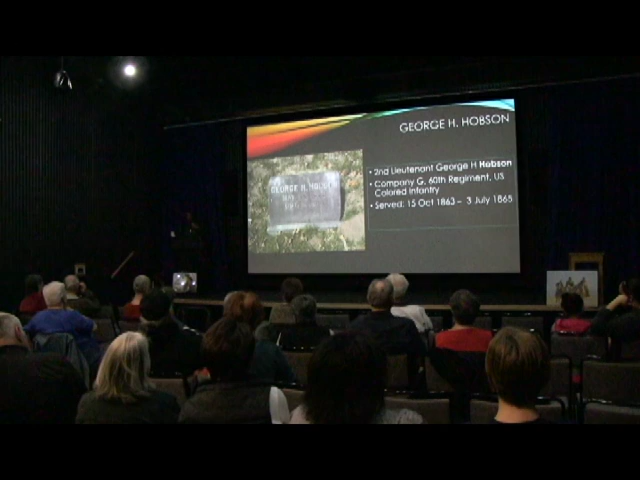 GEORGE H. HOBSON
• 2nd Lieutenant George H Hobson
• Company G, 60th Regiment, US
Colored Infantry
• Served: 15 Oct 1863 – 3 July 1865
GEORGE H.